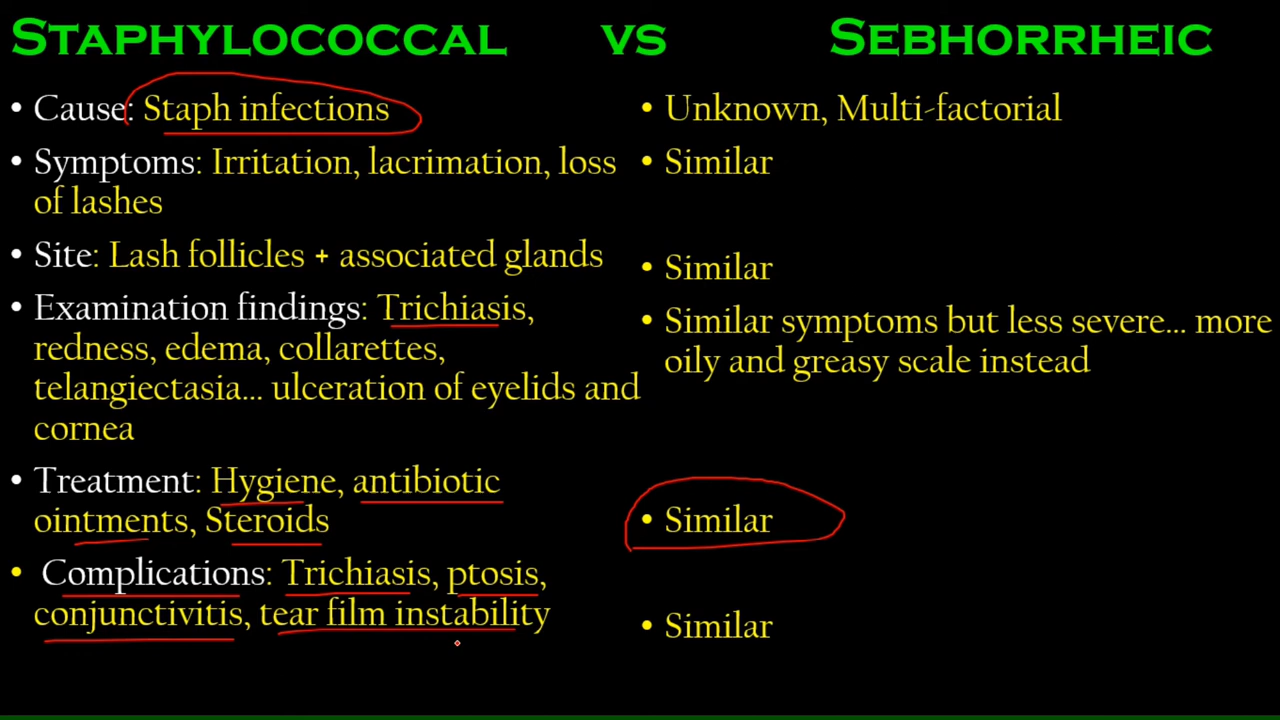 STAPHYLOCOCCAL VS SEBHORRHEIC
• Cause: Staph infections
• Symptoms: Irritation, lacrimation, loss
of lashes
• Site: Lash follicles + associated glands
• Examination findings: Trichiasis,
redness, edema, collarettes,
telangiectasia... ulceration of eyelids and
cornea
• Treatment: Hygiene, antibiotic
ointments, Steroids
• Complications: Trichiasis, ptosis,
conjunctivitis, tear film instability
• Unknown, Multi-factorial
• Similar
• Similar
• Similar symptoms but less severe... more
oily and greasy scale instead
• Similar
• Similar